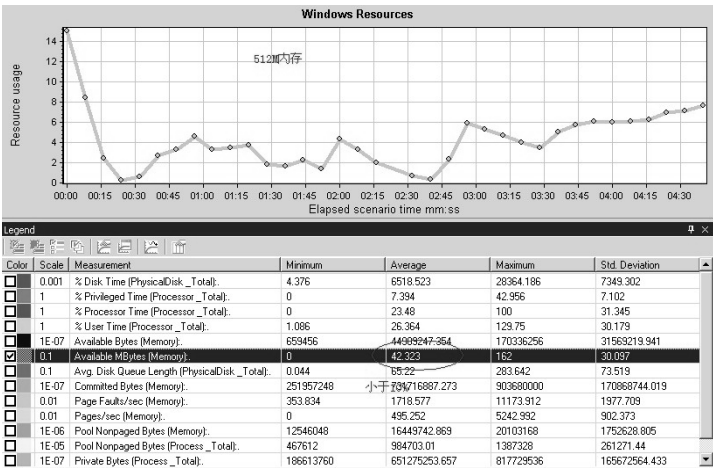 Windows Resources
Resource usage
14
12
10
8
6
4
2
0
512M内存
00:00 00:15 00:30 00:45 01:00 01:15 01:30 01:45 02:00 02:15 02:30 02:45 03:00 03:15 03:30 03:45 04:00 04:15 04:30
Elapsed scenario time mm:ss
Legend
Color Scale Measurement Minimum Average Maximum Std. Deviation
0.001 % Disk Time (PhysicalDisk _Total):. 4.376 6518.523 28364.186 7349.302
1 % Privileged Time (Processor _Total):. 0 7.394 42.956 7.102
1 % Processor Time (Processor _Total):. 0 23.48 100 31.345
1 % User Time (Processor _Total):. 1.086 26.364 129.75 30.179
1E-07 Available Bytes (Memory):. 659456 44909247.354 170336256 31569219.941
0.1 Available MBytes (Memory):. 0 42.323 162 30.097
0.1 Avg. Disk Queue Length (PhysicalDisk _Total):. 0.044 65.22 283.642 73.519
1E-07 Committed Bytes (Memory):. 251957248 小于10% 903680000 170868744.019
0.01 Page Faults/sec (Memory):. 353.834 1718.577 11173.912 1977.709
0.01 Pages/sec (Memory):. 0 495.252 5242.992 902.373
1E-06 Pool Nonpaged Bytes (Memory):. 12546048 16449742.869 20103168 1752628.805
1E-05 Pool Nonpaged Bytes (Process _Total):. 467612 984703.01 1387328 261271.44
1E-07 Private Bytes (Process _Total):. 186613760 651275253.657 817729536 165672564.433